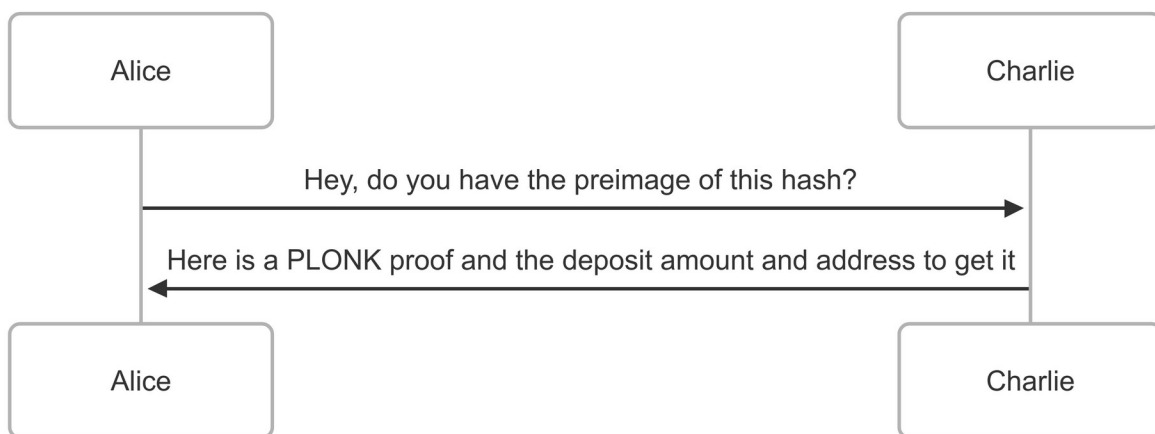 Alice
Charlie
Hey, do you have the preimage of this hash?
Here is a PLONK proof and the deposit amount and address to get it
Alice
Charlie